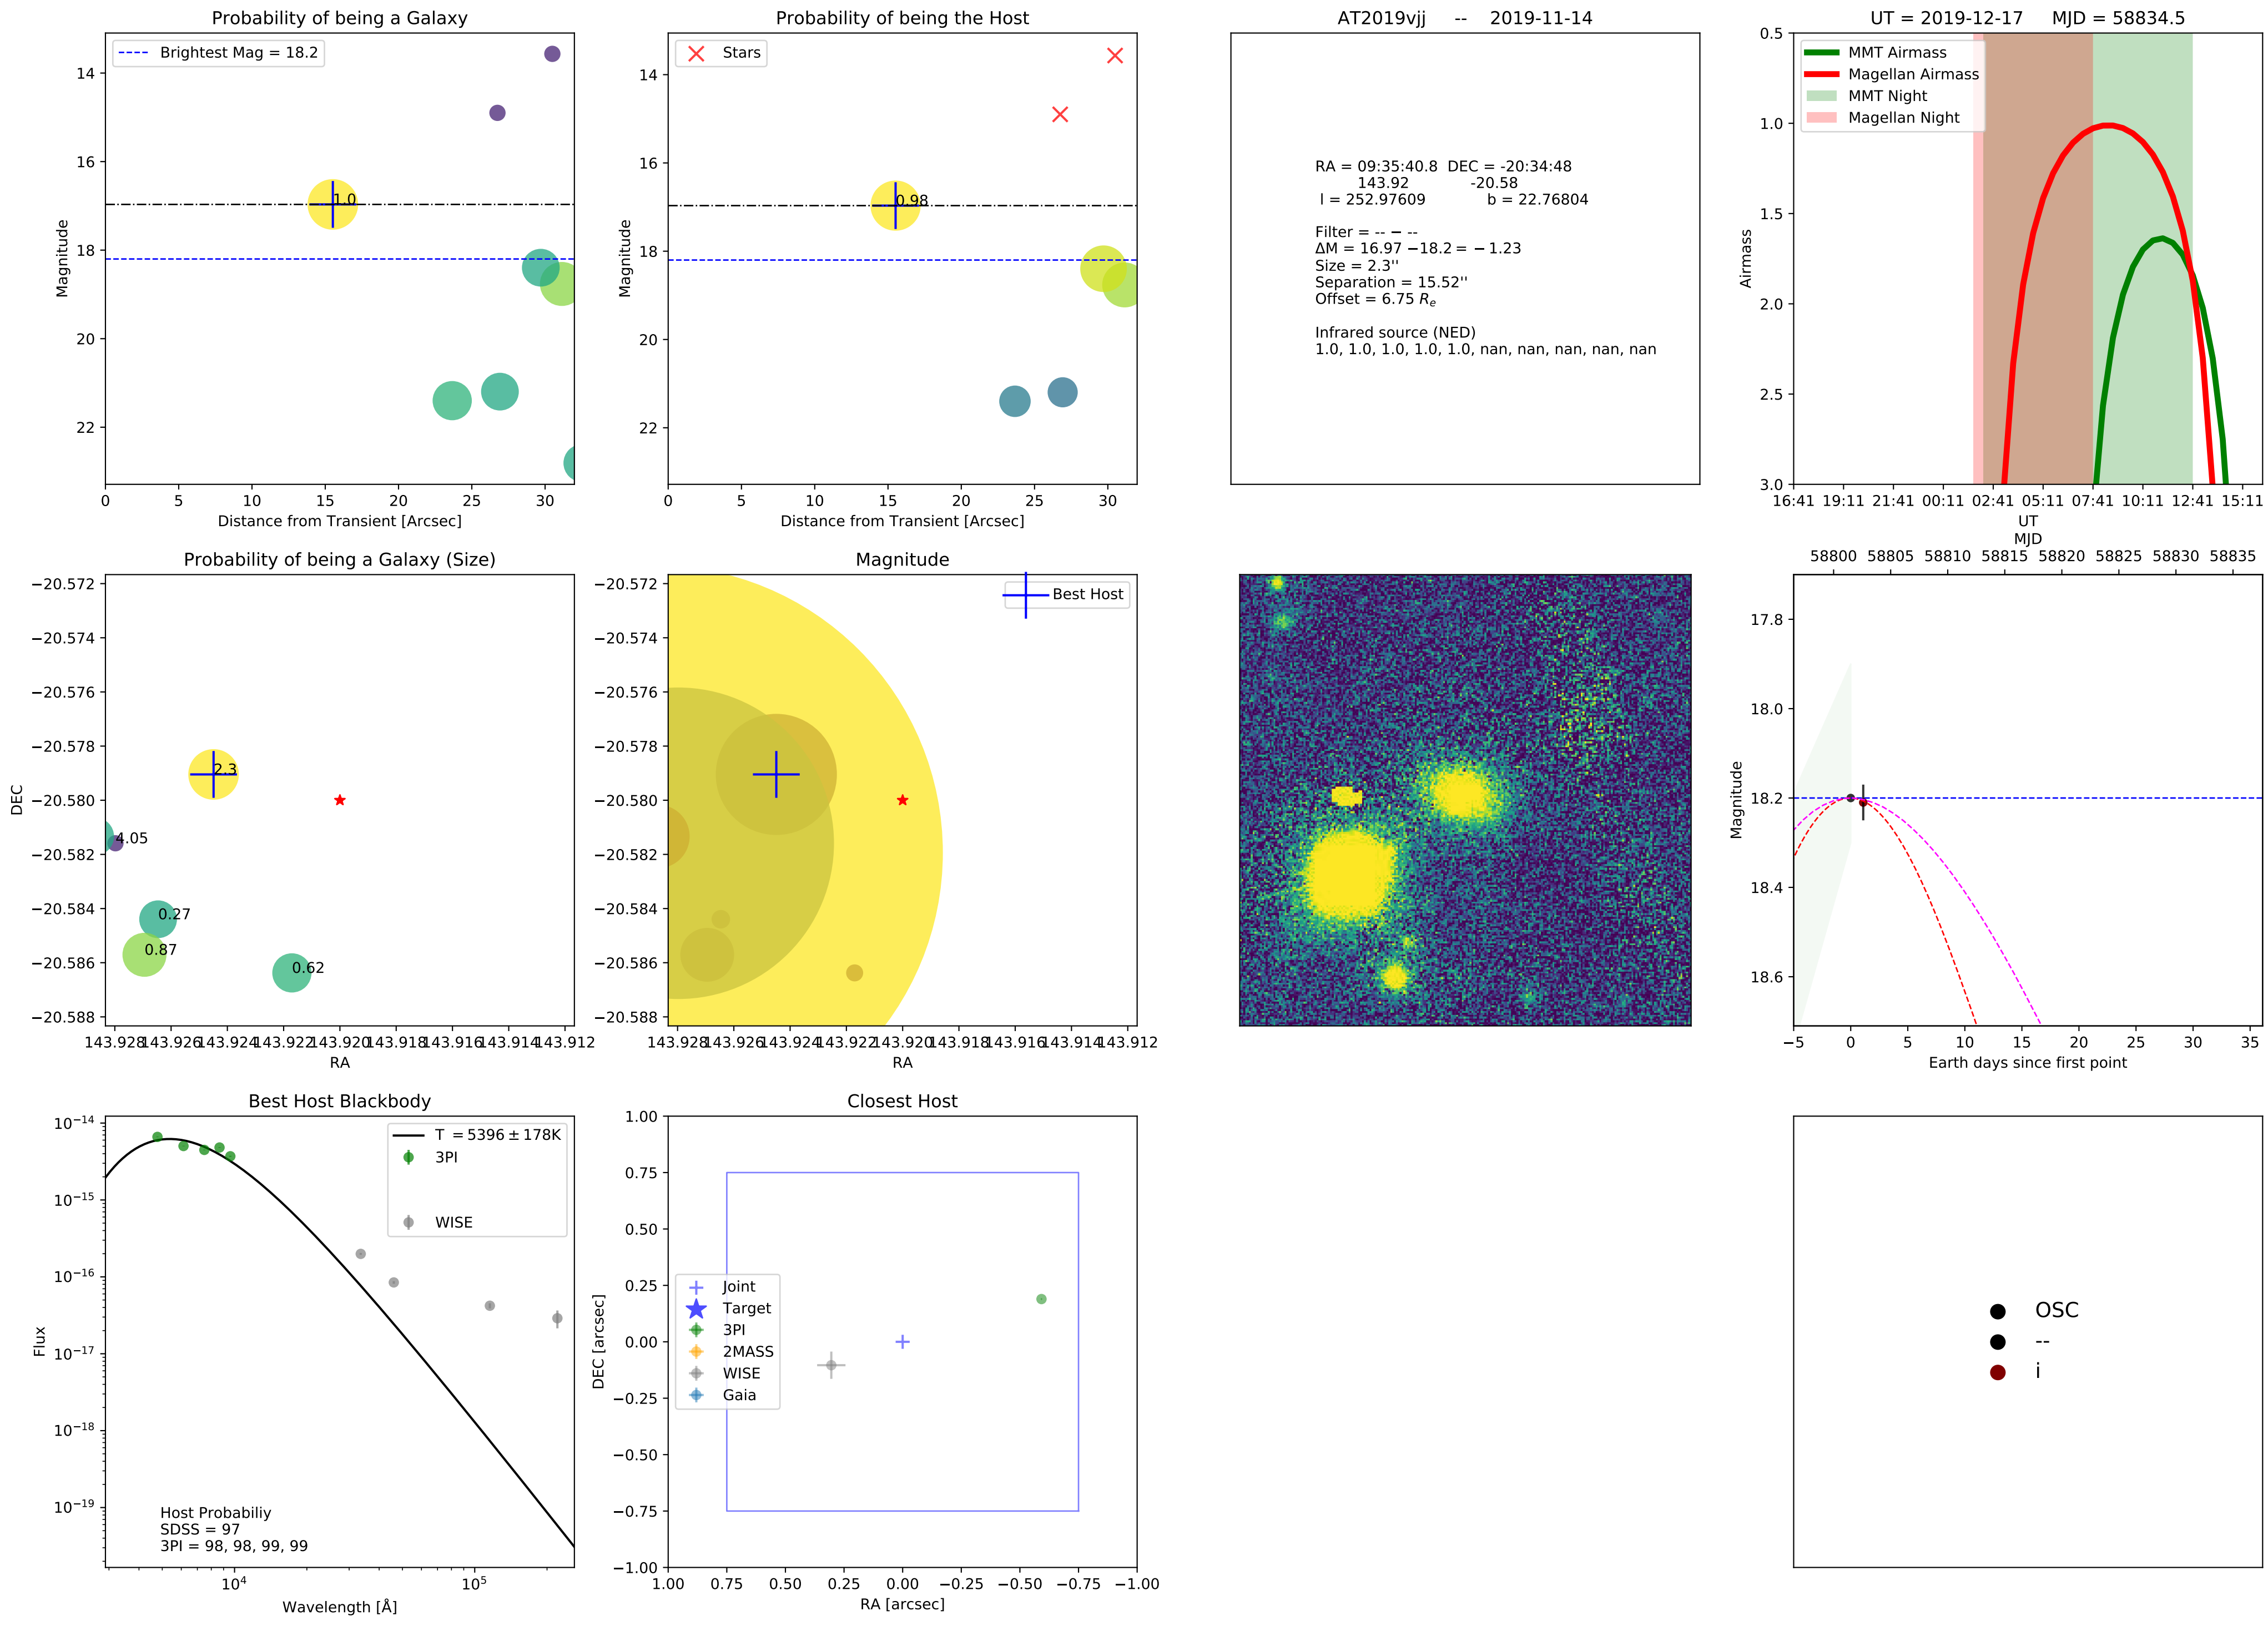 Probability of being a Galaxy
Brightest Mag = 18.2
1.0
14
16
18
20
22
Magnitude
0 5 10 15 20 25 30
Distance from Transient [Arcsec]
Probability of being the Host
Stars
0.98
14
16
18
20
22
Magnitude
0 5 10 15 20 25 30
Distance from Transient [Arcsec]
AT2019vjj -- 2019-11-14
RA = 09:35:40.8 DEC = -20:34:48
143.92 -20.58
l = 252.97609 b = 22.76804
Filter = -- − --
ΔM = 16.97 −18.2 = − 1.23
Size = 2.3''
Separation = 15.52''
Offset = 6.75 Re
Infrared source (NED)
1.0, 1.0, 1.0, 1.0, 1.0, nan, nan, nan, nan, nan
UT = 2019-12-17 MJD = 58834.5
MMT Airmass
Magellan Airmass
MMT Night
Magellan Night
0.5
1.0
1.5
2.0
2.5
3.0
Airmass
16:41 19:11 21:41 00:11 02:41 05:11 07:41 10:11 12:41 15:11
UT
Probability of being a Galaxy (Size)
−20.572
−20.574
−20.576
−20.578
−20.580
−20.582
−20.584
−20.586
−20.588
DEC
2.3
4.05
0.27
0.87
0.62
143.928 143.926 143.924 143.922 143.920 143.918 143.916 143.914 143.912
RA
Magnitude
Best Host
−20.572
−20.574
−20.576
−20.578
−20.580
−20.582
−20.584
−20.586
−20.588
143.928 143.926 143.924 143.922 143.920 143.918 143.916 143.914 143.912
RA
MJD
58800 58805 58810 58815 58820 58825 58830 58835
17.8
18.0
18.2
18.4
18.6
Magnitude
−5 0 5 10 15 20 25 30 35
Earth days since first point
Best Host Blackbody
T = 5396 ± 178K
3PI
WISE
10−14
10−15
10−16
10−17
10−18
10−19
Flux
Host Probabiliy
SDSS = 97
3PI = 98, 98, 99, 99
104 105
Wavelength [Å]
Closest Host
1.00
0.75
0.50
0.25
0.00
−0.25
−0.50
−0.75
−1.00
DEC [arcsec]
Joint
Target
3PI
2MASS
WISE
Gaia
1.00 0.75 0.50 0.25 0.00 −0.25 −0.50 −0.75 −1.00
RA [arcsec]
OSC
--
i